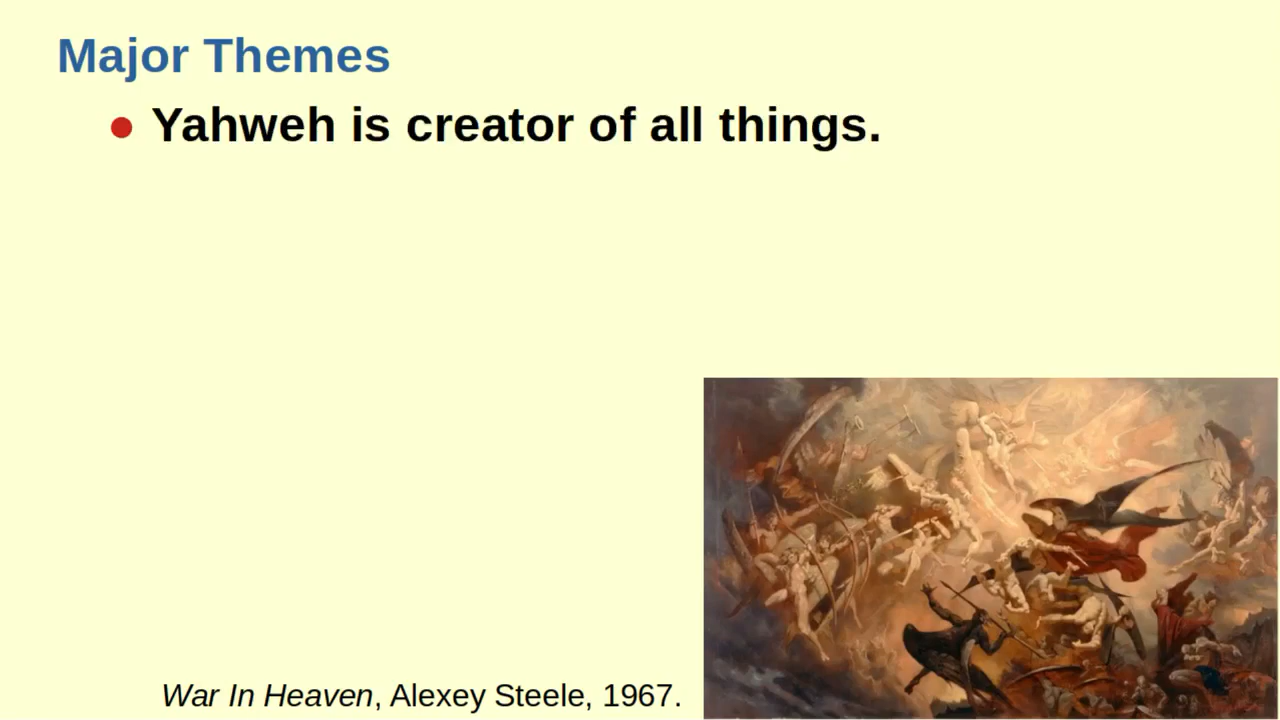 Major Themes
● Yahweh is creator of all things.
War In Heaven, Alexey Steele, 1967.